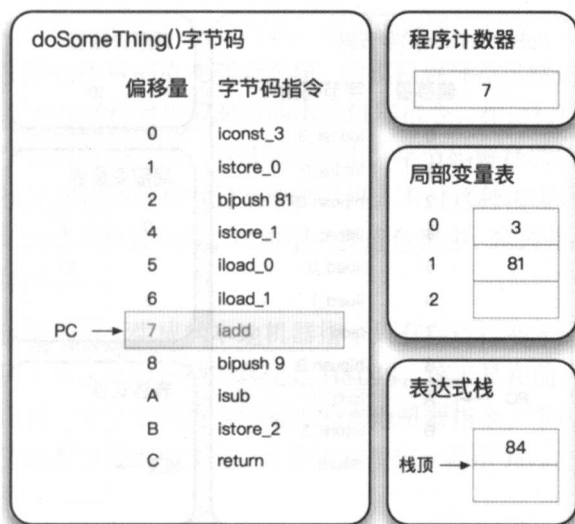 doSomeThing()字节码
偏移量 字节码指令
0 iconst_3
1 istore_0
2 bipush 81
4 istore_1
5 iload_0
6 iload_1
PC 7 iadd
8 bipush 9
A isub
B istore_2
C return
程序计数器
7
局部变量表
0 3
1 81
2
表达式栈
84
栈顶